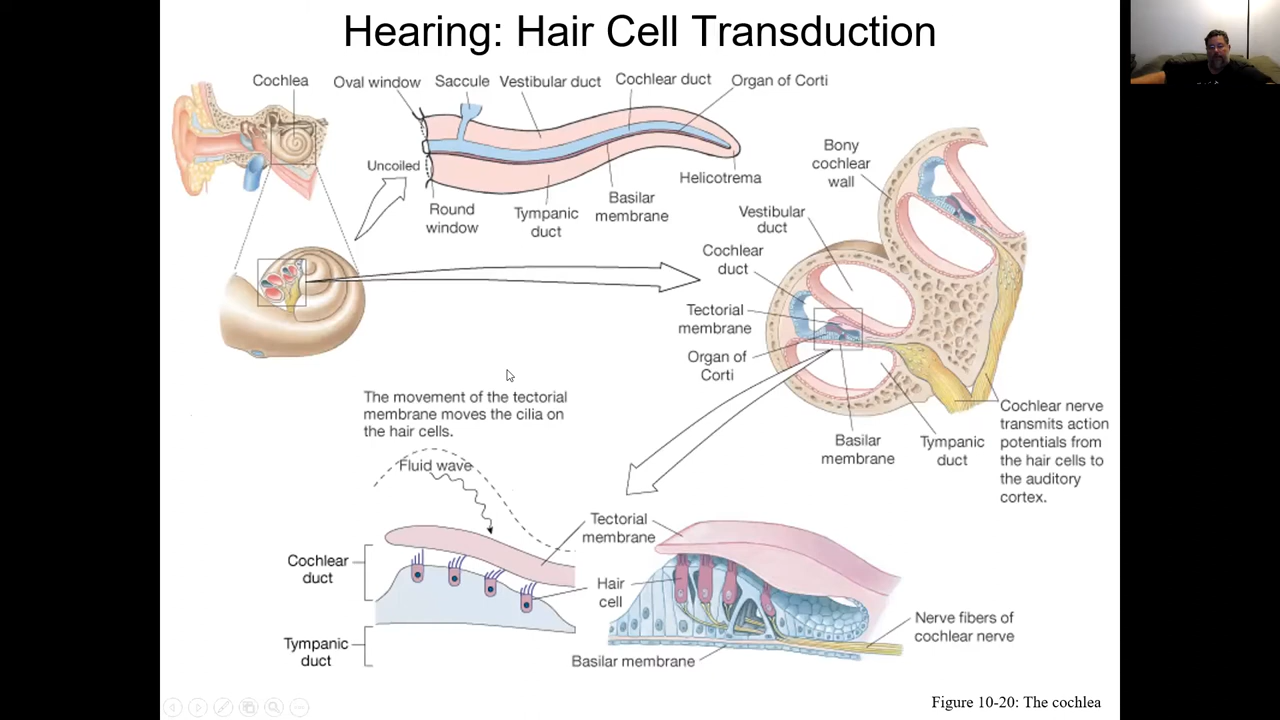 Hearing: Hair Cell Transduction
Cochlea
Oval window
Saccule
Vestibular duct
Cochlear duct
Organ of Corti
Uncoiled
Round
window
Tympanic
duct
Basilar
membrane
Helicotrema
Bony
cochlear
wall
Vestibular
duct
Cochlear
duct
Tectorial
membrane
Organ of
Corti
Basilar
membrane
Tympanic
duct
Cochlear nerve
transmits action
potentials from
the hair cells to
the auditory
cortex.
The movement of the tectorial
membrane moves the cilia on
the hair cells.
Fluid wave
Cochlear
duct
Tympanic
duct
Tectorial
membrane
Hair
cell
Basilar membrane
Nerve fibers of
cochlear nerve
Figure 10-20: The cochlea